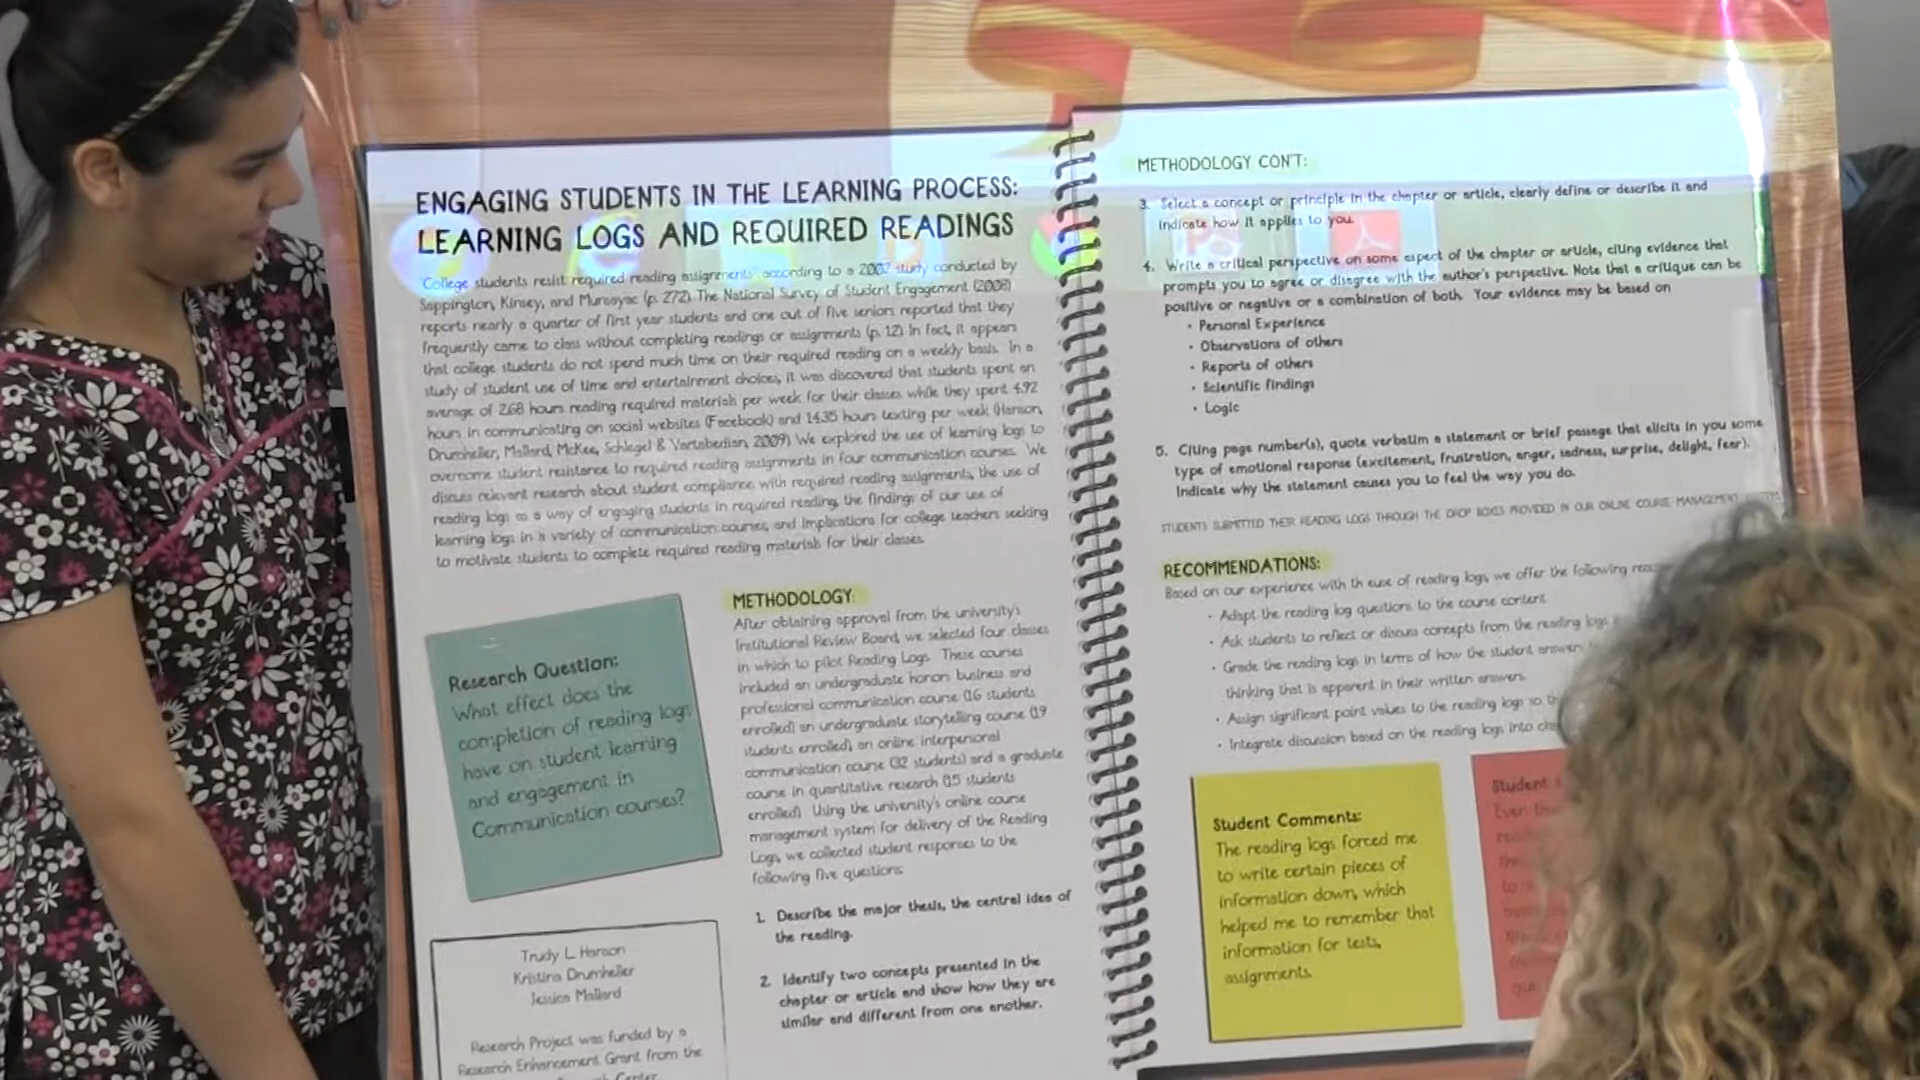 ENGAGING STUDENTS IN THE LEARNING PROCESS:
LEARNING LOGS AND REQUIRED READINGS
"College students resist required reading assignments" according to a 2002 study conducted by
Sappington, Kinsey, and Munsayac (p. 272). The National Survey of Student Engagement (2008)
reports nearly a quarter of first year students and one out of five seniors reported that they
frequently came to class without completing readings or assignments (p. 12). In fact, it appears
that college students do not spend much time on their required reading on a weekly basis. In a
study of student use of time and entertainment choices, it was discovered that students spent an
average of 2.68 hours reading required materials per week for their classes while they spent 4.92
hours in communicating on social websites (Facebook) and 14.35 hours texting per week (Hanson,
Drumheller, Mallard, McKee, Schlegel & Vartabedian, 2009). We explored the use of learning logs to
overcome student resistance to required reading assignments in four communication courses. We
discuss relevant research about student compliance with required reading assignments, the use of
reading logs as a way of engaging students in required reading, the findings of our use of
learning logs in a variety of communication courses, and implications for college teachers seeking
to motivate students to complete required reading materials for their classes.
Research Question:
What effect does the
completion of reading logs
have on student learning
and engagement in
Communication courses?
Trudy L. Hanson
Kristina Drumheller
Jessica Mallard
Research Project was funded by a
Research Enhancement Grant from the
Center
METHODOLOGY:
After obtaining approval from the university's
Institutional Review Board, we selected four classes
in which to pilot Reading Logs. These courses
included an undergraduate honors business and
professional communication course (16 students
enrolled), an undergraduate storytelling course (19
students enrolled), an online interpersonal
communication course (32 students) and a graduate
course in quantitative research (15 students
enrolled). Using the university's online course
management system for delivery of the Reading
Logs, we collected student responses to the
following five questions:
1. Describe the major thesis, the central idea of
the reading.
2. Identify two concepts presented in the
chapter or article and show how they are
similar and different from one another.
METHODOLOGY CON'T:
3. Select a concept or principle in the chapter or article, clearly define or describe it and
indicate how it applies to you.
4. Write a critical perspective on some aspect of the chapter or article, citing evidence that
prompts you to agree or disagree with the author's perspective. Note that a critique can be
positive or negative or a combination of both. Your evidence may be based on
• Personal Experience
• Observations of others
• Reports of others
• Scientific findings
• Logic
5. Citing page number(s), quote verbatim a statement or brief passage that elicits in you some
type of emotional response (excitement, frustration, anger, sadness, surprise, delight, fear).
Indicate why the statement causes you to feel the way you do.
STUDENTS SUBMITTED THEIR READING LOGS THROUGH THE DROP BOXES PROVIDED IN OUR ONLINE COURSE MANAGEMENT SYSTEM
RECOMMENDATIONS:
Based on our experience with th euse of reading logs, we offer the following
- Adapt the reading log questions to the course content
• Ask students to reflect or discuss concepts from the reading logs
• Grade the reading logs in terms of how the student answers
thinking that is apparent in their written answers.
• Assign significant point values to the reading logs so
• Integrate discussion based on the reading logs into
Student Comments:
The reading logs forced me
to write certain pieces of
information down, which
helped me to remember that
information for tests,
assignments.
Student
Even